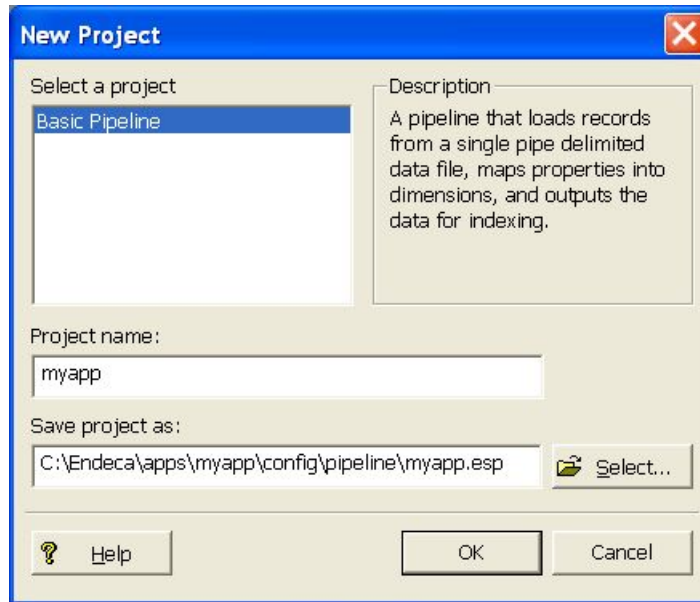 New Project
Select a project
Basic Pipeline
Description
A pipeline that loads records
from a single pipe delimited
data file, maps properties into
dimensions, and outputs the
data for indexing.
Project name:
myapp
Save project as:
C:\Endeca\apps\myapp\config\pipeline\myapp.esp
Select...
Help
OK
Cancel